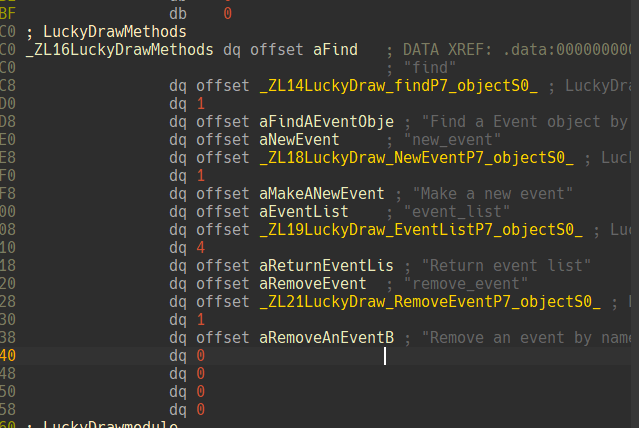 BF db 0
C0 ; LuckyDrawMethods
C0 _ZL16LuckyDrawMethods dq offset aFind ; DATA XREF: .data:000000000
C0 ; "find"
C8 dq offset _ZL14LuckyDraw_findP7_objectS0_ ; LuckyDra
D0 dq 1
D8 dq offset aFindAEventObje ; "Find a Event object by
E0 dq offset aNewEvent ; "new_event"
E8 dq offset _ZL18LuckyDraw_NewEventP7_objectS0_ ; Luck
F0 dq 1
F8 dq offset aMakeANewEvent ; "Make a new event"
00 dq offset aEventList ; "event_list"
08 dq offset _ZL19LuckyDraw_EventListP7_objectS0_ ; Lu
10 dq 4
18 dq offset aReturnEventLis ; "Return event list"
20 dq offset aRemoveEvent ; "remove_event"
28 dq offset _ZL21LuckyDraw_RemoveEventP7_objectS0_ ;
30 dq 1
38 dq offset aRemoveAnEventB ; "Remove an event by name
40 dq 0
48 dq 0
50 dq 0
58 dq 0
60 ; LuckyDrawmodule